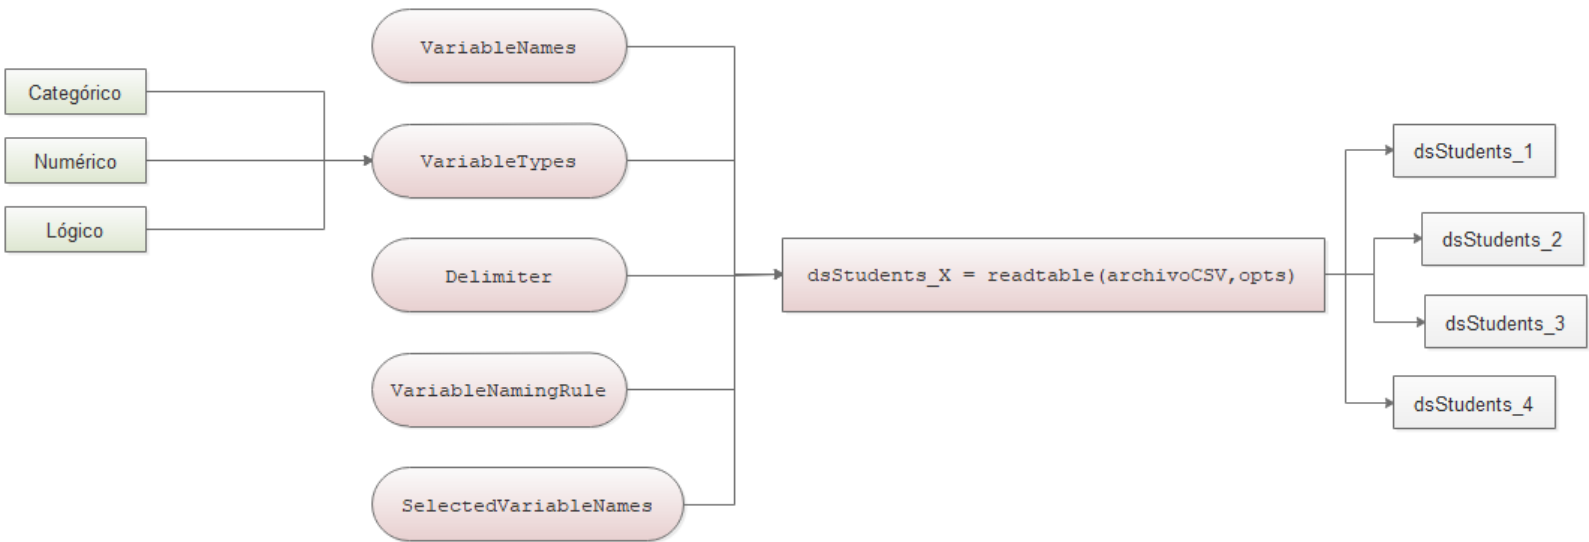 Categórico
Numérico
Lógico
VariableNames
VariableTypes
Delimiter
VariableNamingRule
SelectedVariableNames
dsStudents_X = readtable(archivoCSV,opts)
dsStudents_1
dsStudents_2
dsStudents_3
dsStudents_4